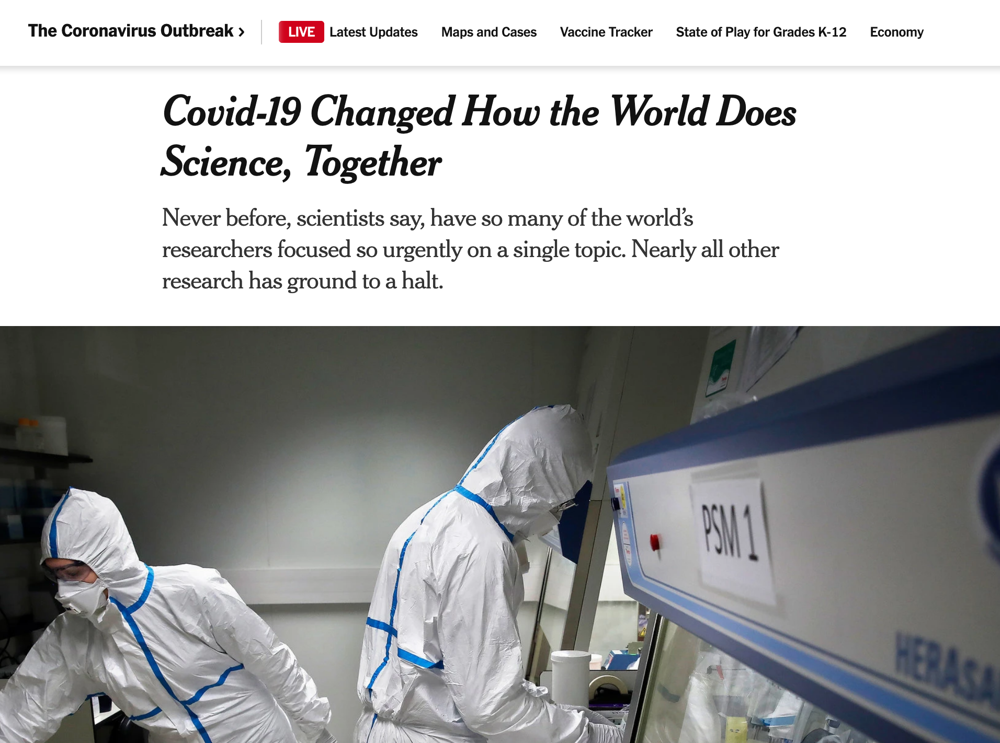 The Coronavirus Outbreak ›
LIVE Latest Updates Maps and Cases Vaccine Tracker State of Play for Grades K-12 Economy
Covid-19 Changed How the World Does
Science, Together
Never before, scientists say, have so many of the world’s
researchers focused so urgently on a single topic. Nearly all other
research has ground to a halt.
PSM 1
HERASA